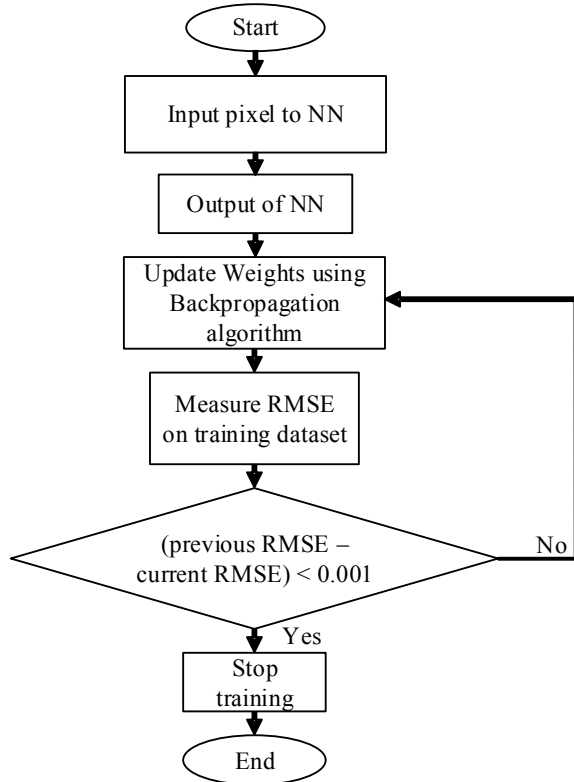 Start
Input pixel to NN
Output of NN
Update Weights using
Backpropagation
algorithm
Measure RMSE
on training dataset
(previous RMSE –
current RMSE) < 0.001
No
Yes
Stop
training
End